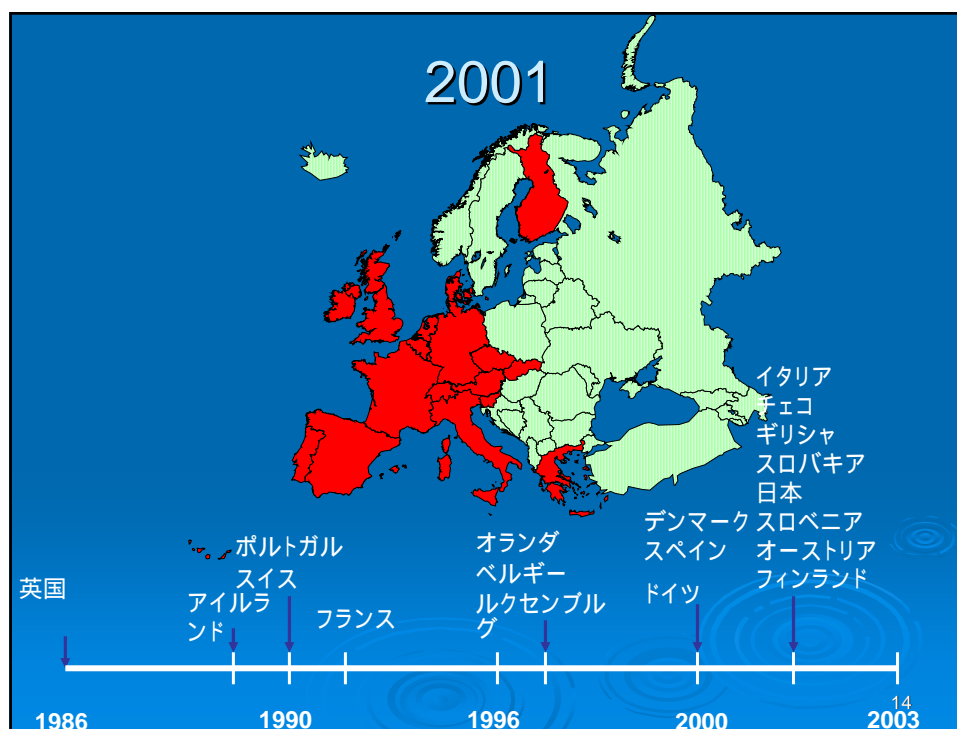 2001
イタリア
チェコ
ギリシャ
スロバキア
日本
スロベニア
オーストリア
フィンランド
デンマーク
スペイン
ドイツ
オランダ
ベルギー
ルクセンブル
グ
ポルトガル
スイス
フランス
アイルラ
ンド
英国
1986
1990
1996
2000
2003
14